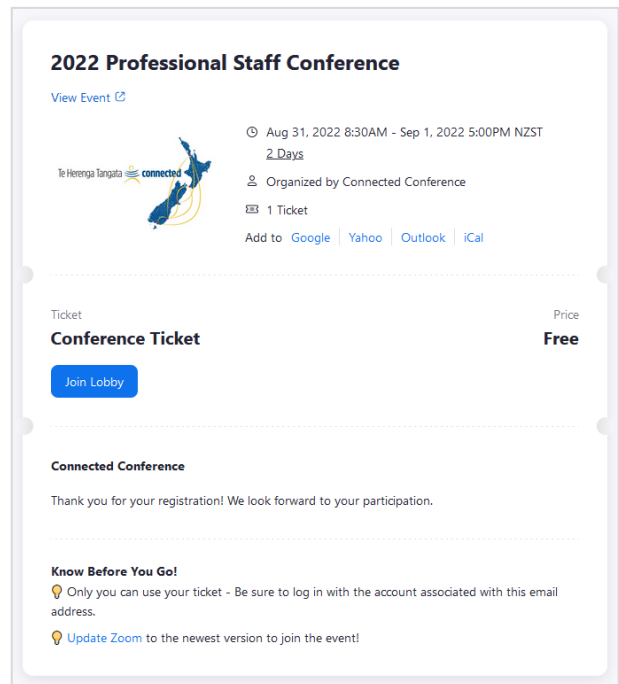 2022 Professional Staff Conference
View Event
Te Herenga Tangata connected
Aug 31, 2022 8:30AM - Sep 1, 2022 5:00PM NZST
2 Days
Organized by Connected Conference
1 Ticket
Add to Google Yahoo Outlook iCal
Ticket Price
Conference Ticket Free
Join Lobby
Connected Conference
Thank you for your registration! We look forward to your participation.
Know Before You Go!
Only you can use your ticket - Be sure to log in with the account associated with this email
address.
Update Zoom to the newest version to join the event!